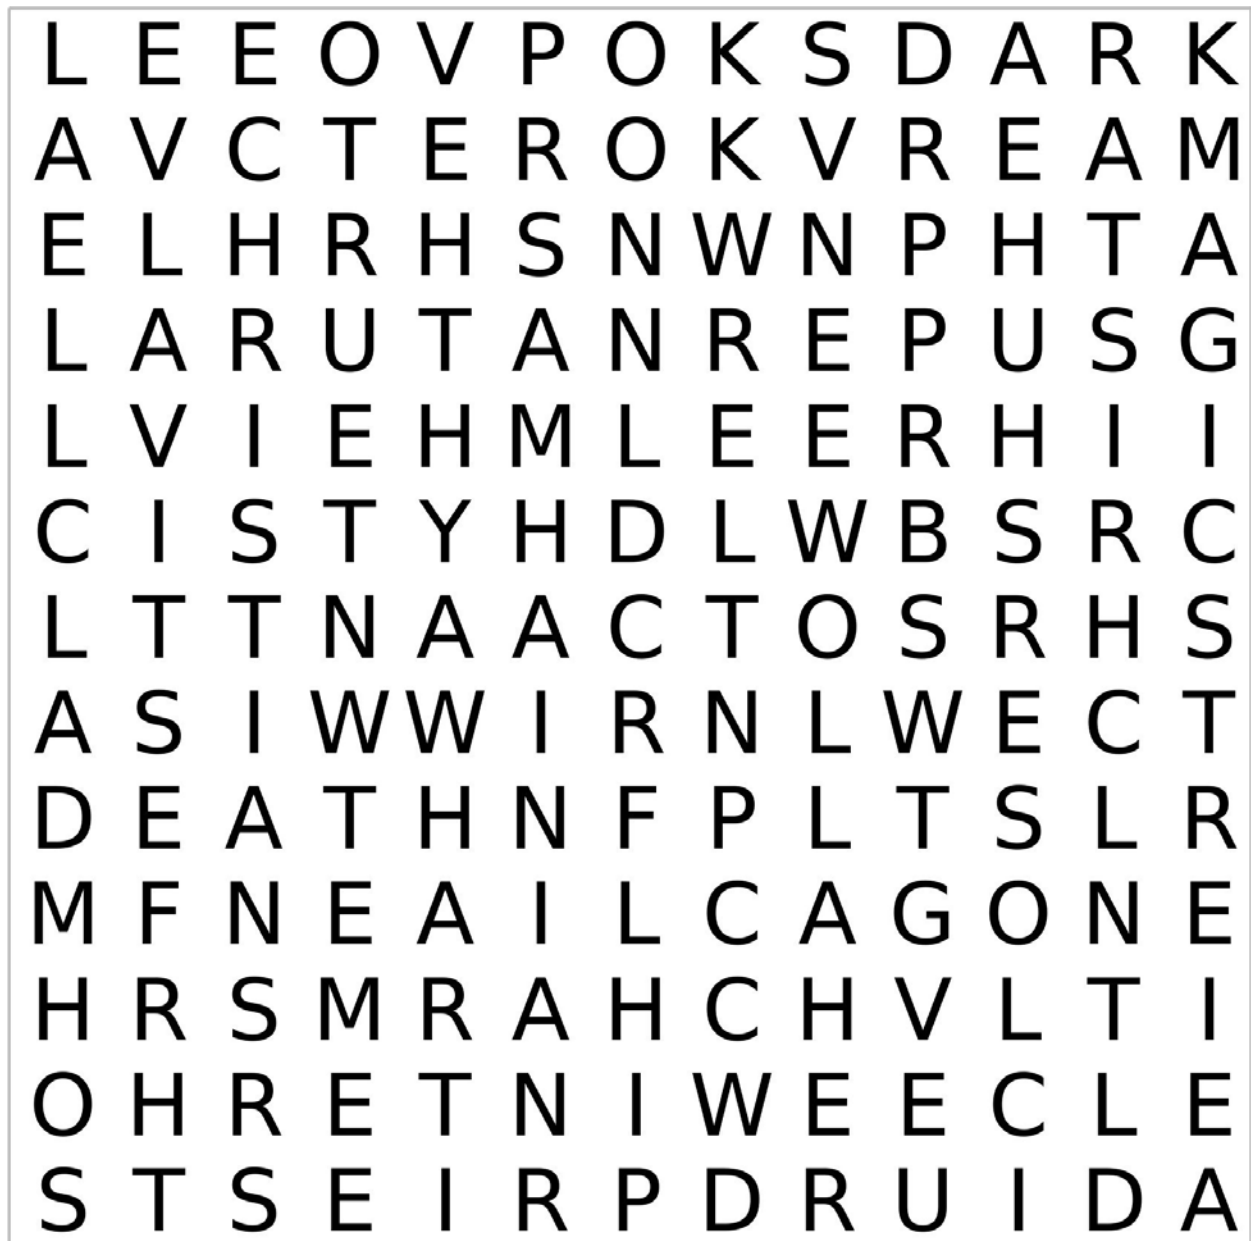 L E E O V P O K S D A R K
A V C T E R O K V R E A M
E L H R H S N W N P H T A
L A R U T A N R E P U S G
L V I E H M L E E R H I I
C I S T Y H D L W B S R C
L T T N A A C T O S R H S
A S I W W I R N L W E C T
D E A T H N F P L T S L R
M F N E A I L C A G O N E
H R S M R A H C H V L T I
O H R E T N I W E E C L E
S T S E I R P D R U I D A